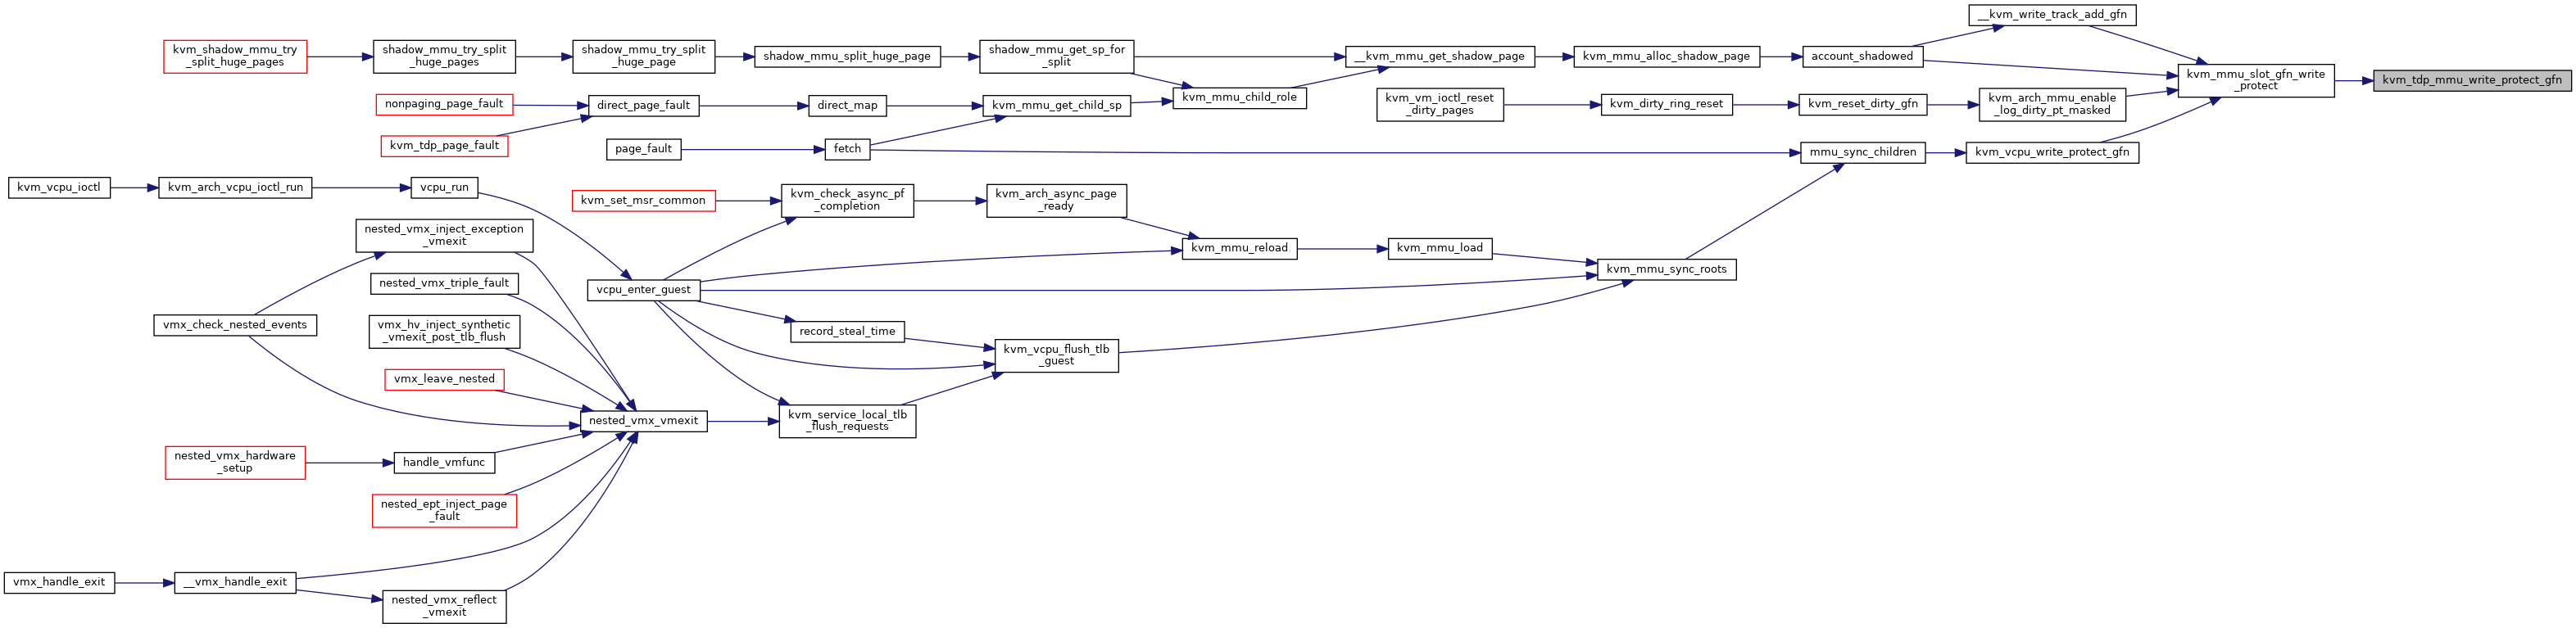 __kvm_write_track_add_gfn
kvm_shadow_mmu_try
_split_huge_pages
shadow_mmu_try_split
_huge_pages
shadow_mmu_try_split
_huge_page
shadow_mmu_split_huge_page
shadow_mmu_get_sp_for
_split
__kvm_mmu_get_shadow_page
kvm_mmu_alloc_shadow_page
account_shadowed
kvm_mmu_slot_gfn_write
_protect
kvm_tdp_mmu_write_protect_gfn
nonpaging_page_fault
direct_page_fault
direct_map
kvm_mmu_get_child_sp
kvm_mmu_child_role
kvm_vm_ioctl_reset
_dirty_pages
kvm_dirty_ring_reset
kvm_reset_dirty_gfn
kvm_arch_mmu_enable
_log_dirty_pt_masked
kvm_tdp_page_fault
page_fault
fetch
mmu_sync_children
kvm_vcpu_write_protect_gfn
kvm_vcpu_ioctl
kvm_arch_vcpu_ioctl_run
vcpu_run
kvm_set_msr_common
kvm_check_async_pf
_completion
kvm_arch_async_page
_ready
nested_vmx_inject_exception
_vmexit
kvm_mmu_reload
kvm_mmu_load
kvm_mmu_sync_roots
nested_vmx_triple_fault
vcpu_enter_guest
vmx_check_nested_events
vmx_hv_inject_synthetic
_vmexit_post_tlb_flush
record_steal_time
kvm_vcpu_flush_tlb
_guest
vmx_leave_nested
nested_vmx_vmexit
kvm_service_local_tlb
_flush_requests
nested_vmx_hardware
_setup
handle_vmfunc
nested_ept_inject_page
_fault
vmx_handle_exit
__vmx_handle_exit
nested_vmx_reflect
_vmexit